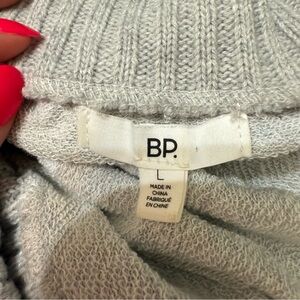 BP.
L
MADE IN
CHINA
FABRIQUÉ
EN CHINE